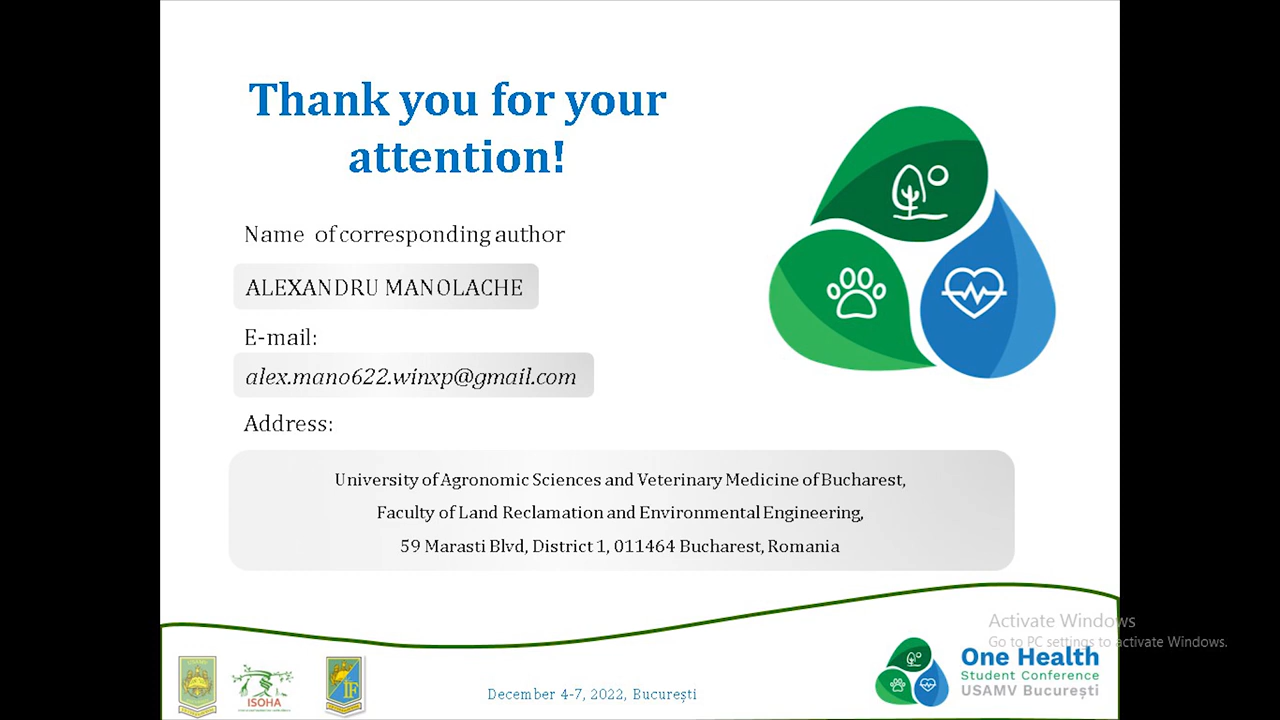 Thank you for your
attention!
Name of corresponding author
ALEXANDRU MANOLACHE
E-mail:
alex.mano622.winxp@gmail.com
Address:
University of Agronomic Sciences and Veterinary Medicine of Bucharest,
Faculty of Land Reclamation and Environmental Engineering,
59 Marasti Blvd, District 1, 011464 Bucharest, Romania
Activate Windows
Go to PC settings to activate Windows.
ISOHA
IF
December 4-7, 2022, București
One Health
Student Conference
USAMV București